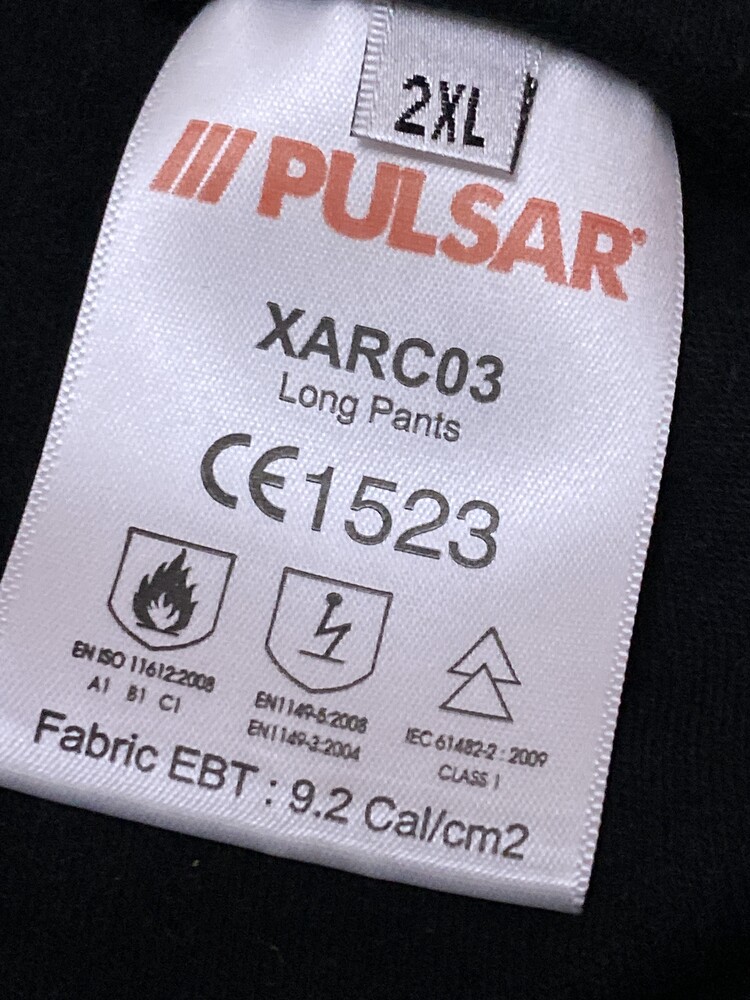 2XL
PULSAR®
XARC03
Long Pants
CE1523
EN ISO 11612:2008
A1 B1 C1
EN1149-5:2008
EN1149-3:2004
IEC 61482-2 : 2009
CLASS 1
Fabric EBT : 9.2 Cal/cm2